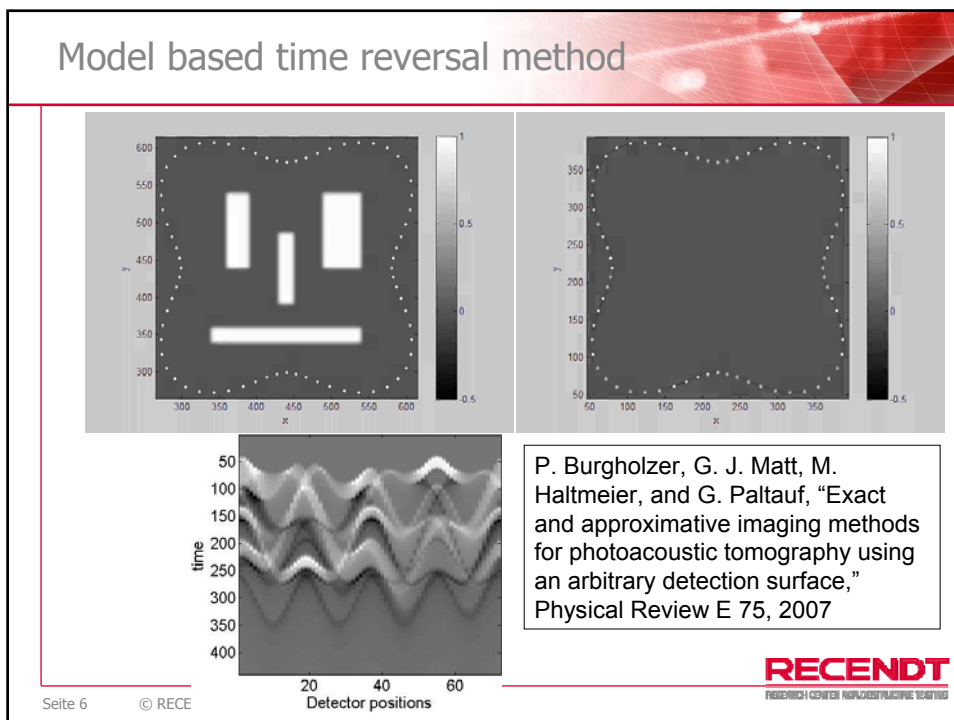 Model based time reversal method
600
550
500
450
400
350
300
y
300 350 400 450 500 550 600
x
1
0.5
0
-0.5
350
300
250
200
150
100
50
y
50 100 150 200 250 300 350
x
1
0.5
0
-0.5
50
100
150
200
250
300
350
400
time
20 40 60
Detector positions
P. Burgholzer, G. J. Matt, M.
Haltmeier, and G. Paltauf, “Exact
and approximative imaging methods
for photoacoustic tomography using
an arbitrary detection surface,”
Physical Review E 75, 2007
RECENDT
Seite 6 © RECE